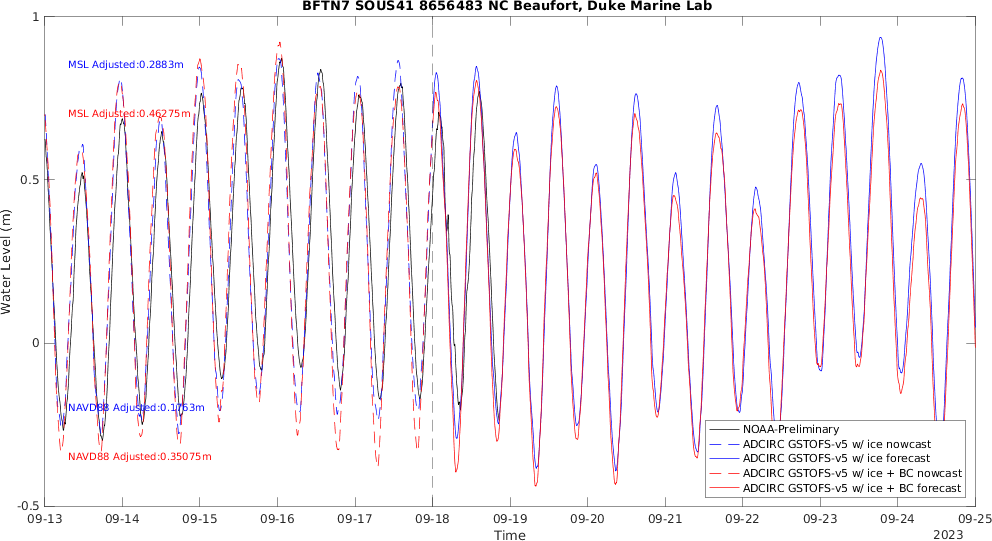 BFTN7 SOUS41 8656483 NC Beaufort, Duke Marine Lab
1
0.5
0
-0.5
Water Level (m)
MSL Adjusted:0.2883m
MSL Adjusted:0.46275m
NAVD88 Adjusted:0.1763m
NAVD88 Adjusted:0.35075m
NOAA-Preliminary
ADCIRC GSTOFS-v5 w/ ice nowcast
ADCIRC GSTOFS-v5 w/ ice forecast
ADCIRC GSTOFS-v5 w/ ice + BC nowcast
ADCIRC GSTOFS-v5 w/ ice + BC forecast
09-13 09-14 09-15 09-16 09-17 09-18 09-19 09-20 09-21 09-22 09-23 09-24 09-25
Time
2023